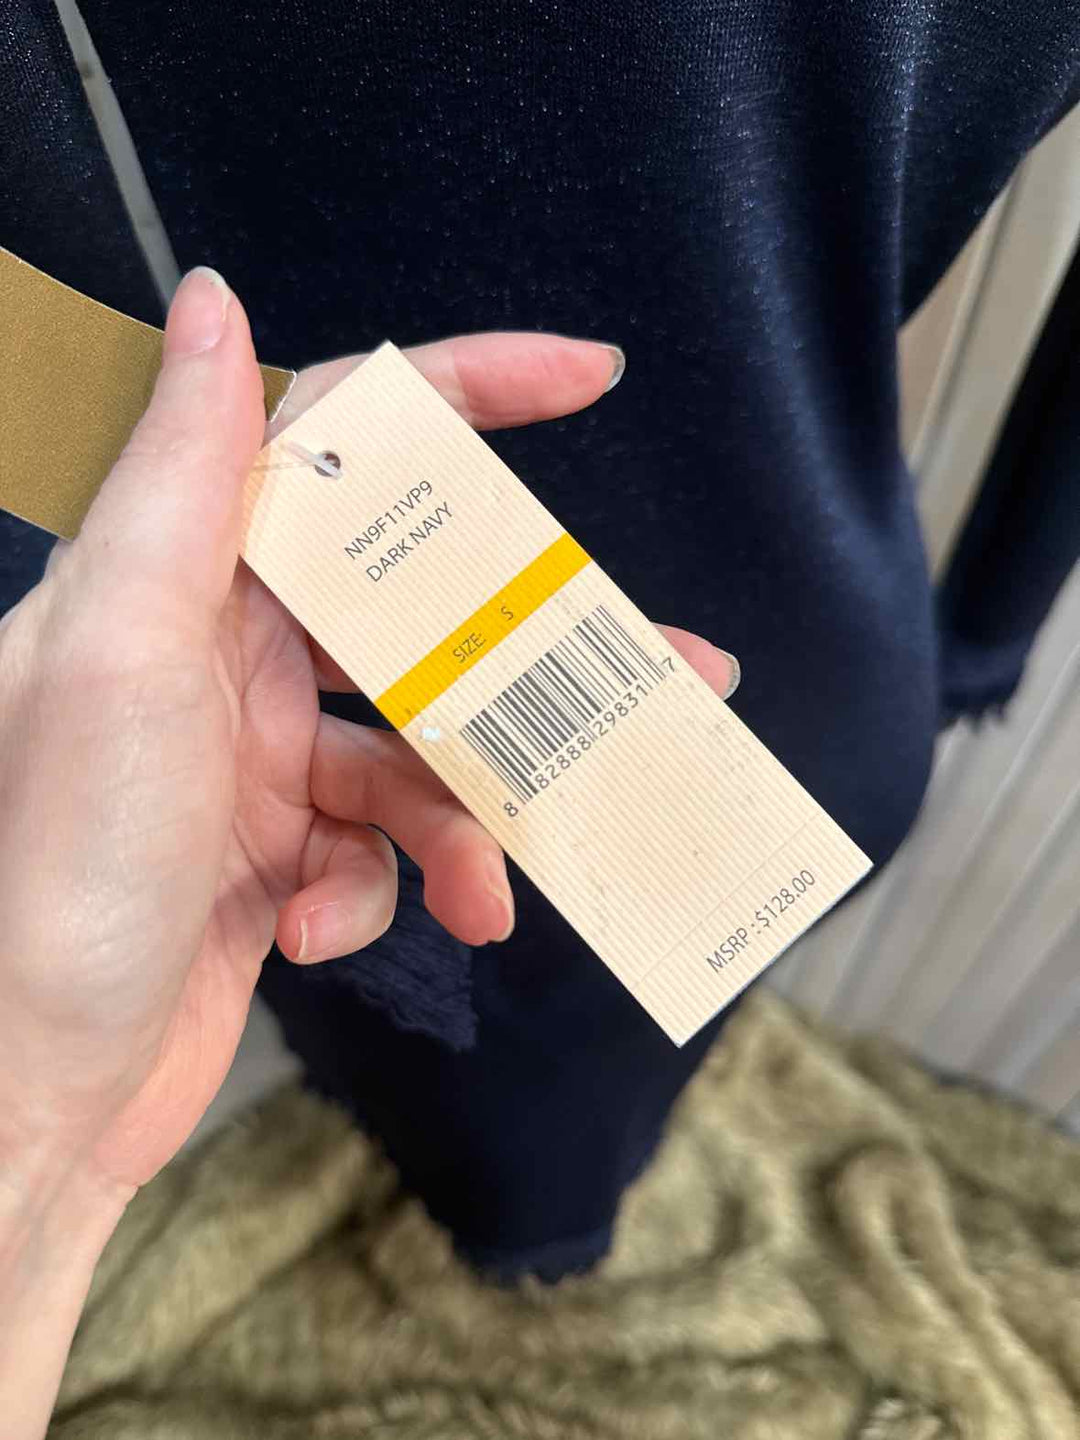 NN9F11VP9
DARK NAVY
SIZE: S
8 82888 29831 7
MSRP : $128.00